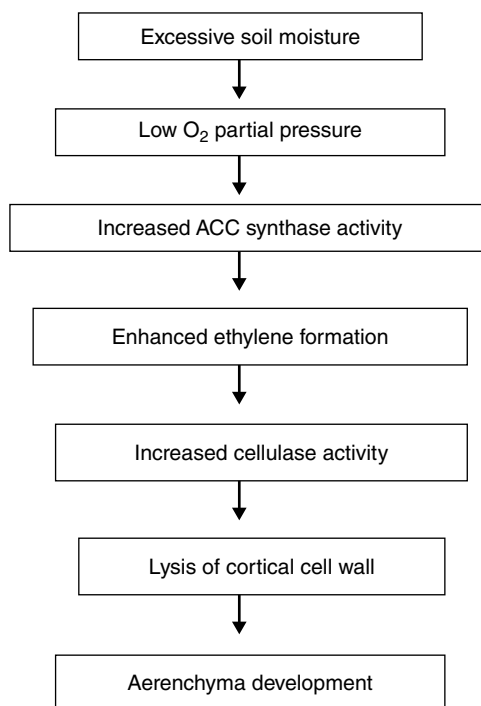 Excessive soil moisture
Low O₂ partial pressure
Increased ACC synthase activity
Enhanced ethylene formation
Increased cellulase activity
Lysis of cortical cell wall
Aerenchyma development